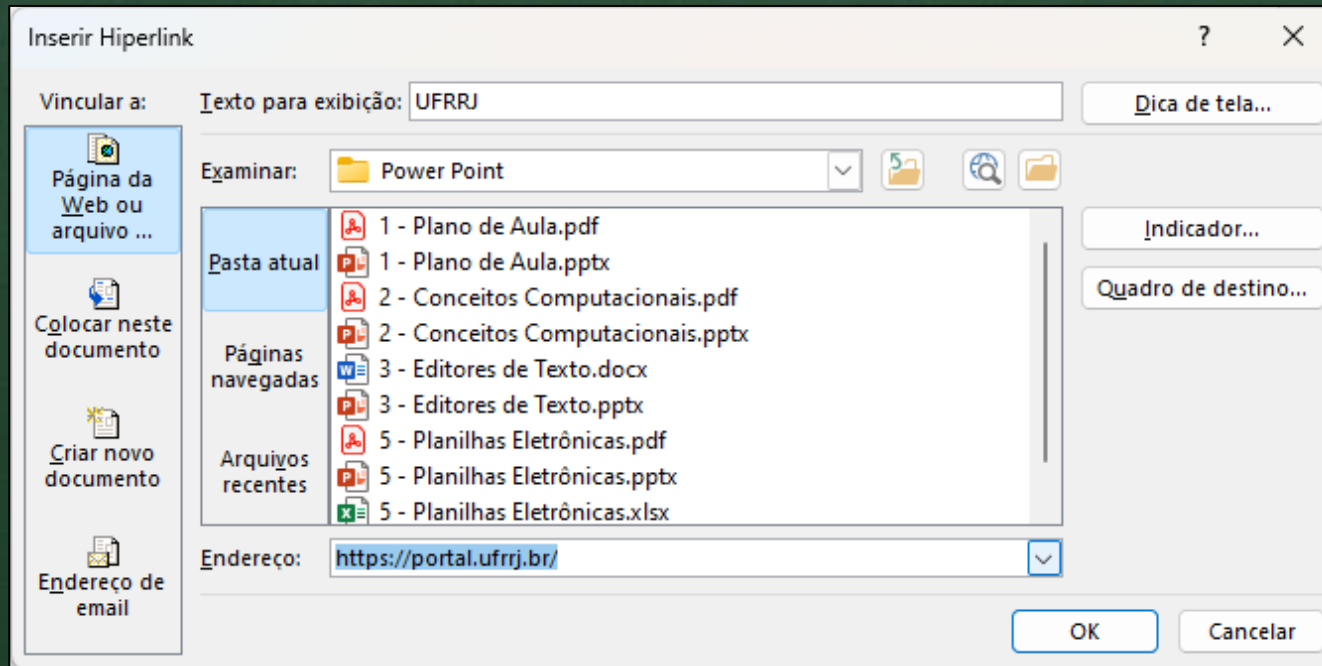 Inserir Hiperlink
?
Vincular a:
Texto para exibição:
UFRRJ
Dica de tela...
Página da
Web ou
arquivo ...
Examinar:
Power Point
Pasta atual
1 - Plano de Aula.pdf
1 - Plano de Aula.pptx
2 - Conceitos Computacionais.pdf
2 - Conceitos Computacionais.pptx
3 - Editores de Texto.docx
3 - Editores de Texto.pptx
5 - Planilhas Eletrônicas.pdf
5 - Planilhas Eletrônicas.pptx
5 - Planilhas Eletrônicas.xlsx
Indicador...
Quadro de destino...
Colocar neste
documento
Páginas
navegadas
Criar novo
documento
Arquivos
recentes
Endereço de
email
Endereço:
https://portal.ufrrj.br/
OK
Cancelar